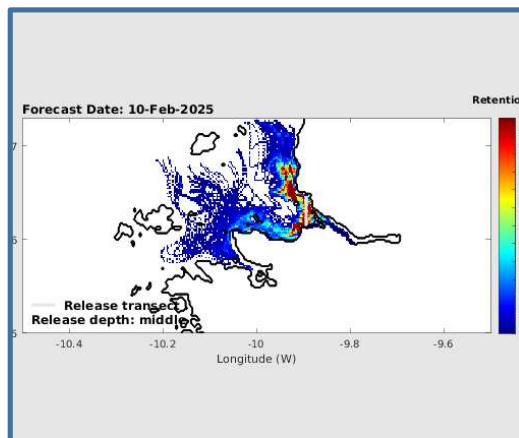 Forecast Date: 10-Feb-2025
Retentio
7
6
5
Release transect
Release depth: middle
-10.4
-10.2
-10
-9.8
-9.6
Longitude (W)